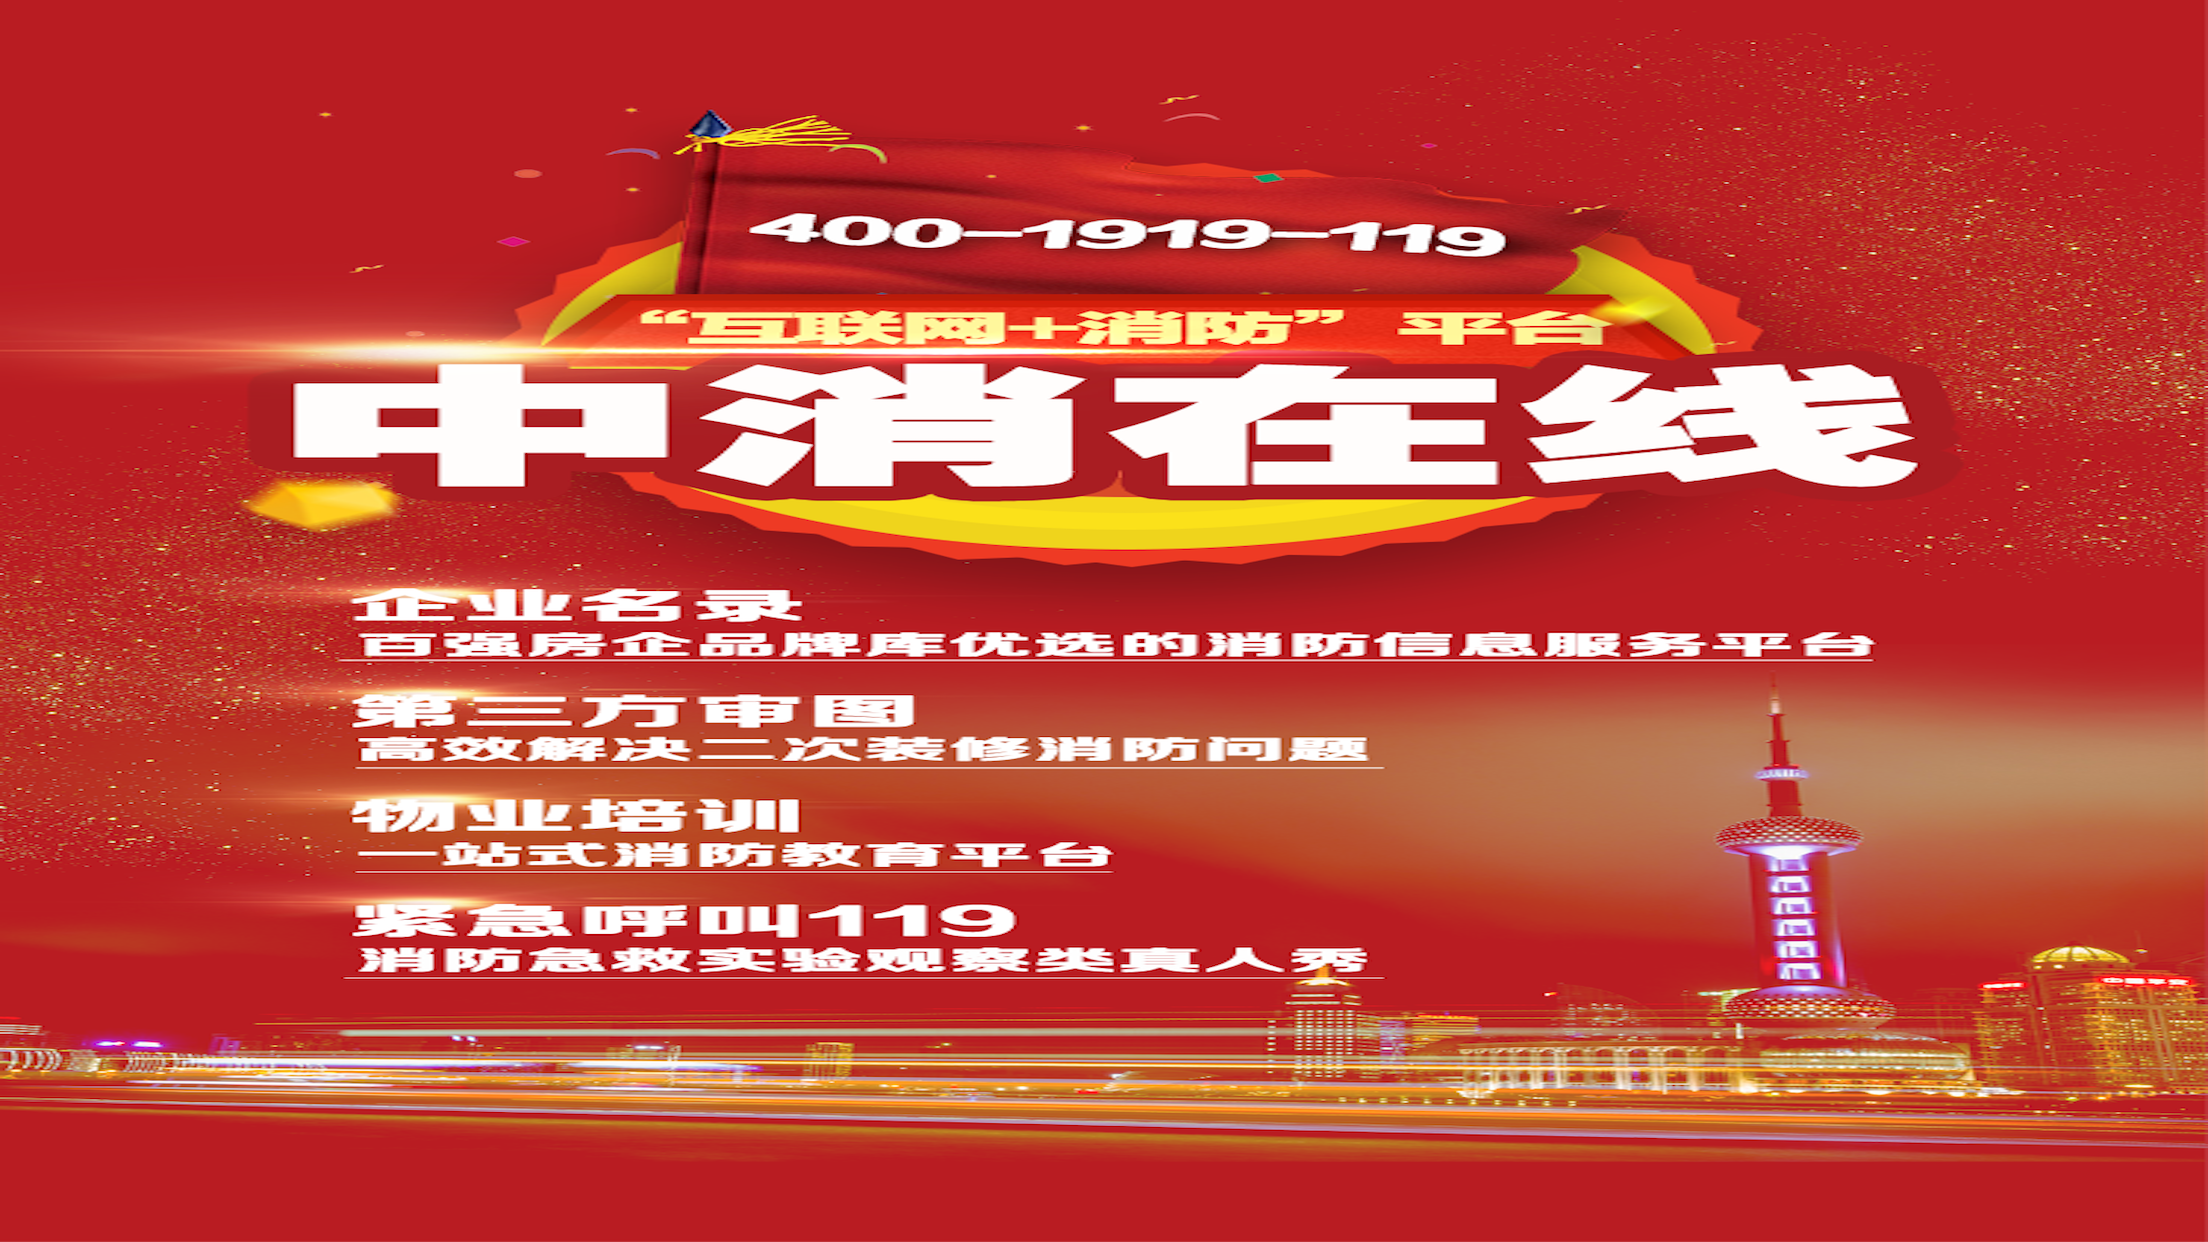 400-1919-119
“互联网+消防”平台
中消在线
企业名录
百强房企品牌库优选的消防信息服务平台
第三方审图
高效解决二次装修消防问题
物业培训
一站式消防教育平台
紧急呼叫119
消防急救实验观察类真人秀
中国平安